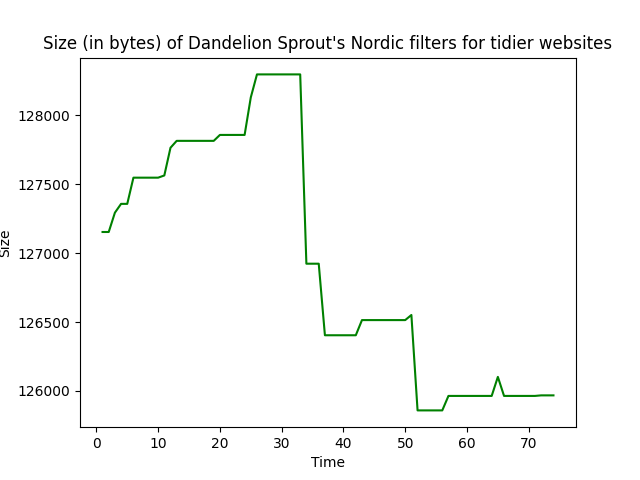 Size (in bytes) of Dandelion Sprout's Nordic filters for tidier websites
128000
127500
127000
126500
126000
Size
0 10 20 30 40 50 60 70
Time